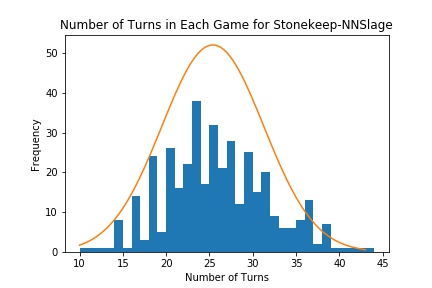 Number of Turns in Each Game for Stonekeep-NNSlage
50
40
30
20
10
0
Frequency
10 15 20 25 30 35 40 45
Number of Turns